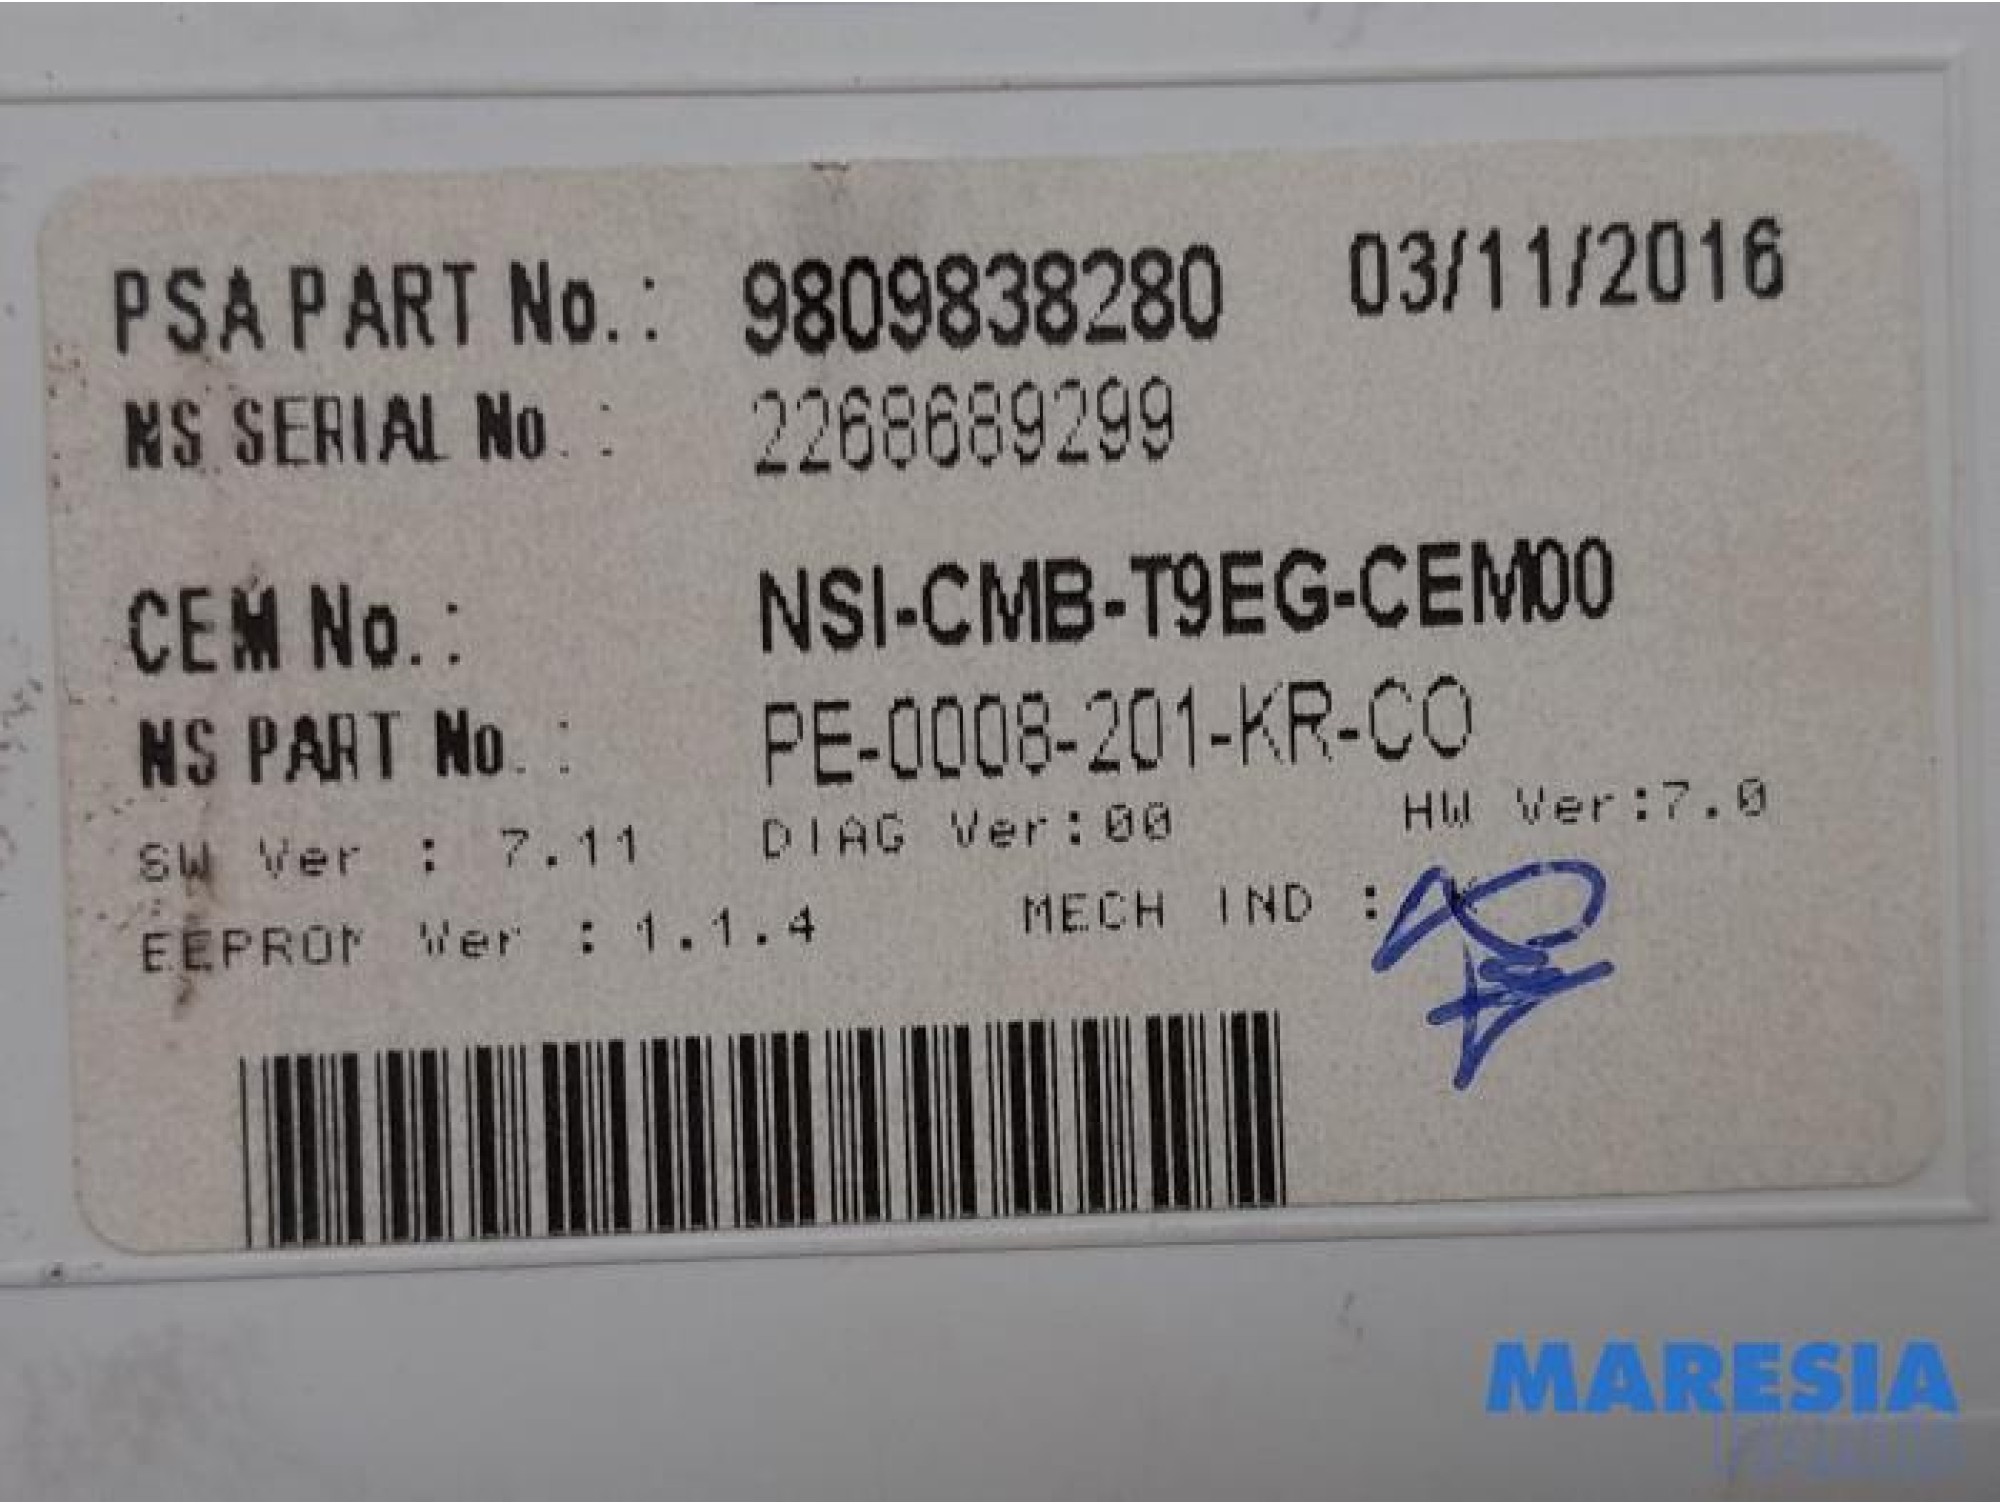 PSA PART No. : 9809838280 03/11/2016
NS SERIAL No. : 2268689299
CEM No. : NSI-CMB-T9EG-CEM00
NS PART No. : PE-0008-201-KR-CO
SW Ver : 7.11 DIAG Ver:00 HW Ver:7.0
EEPROM Ver : 1.1.4 MECH IND :
MARESIA